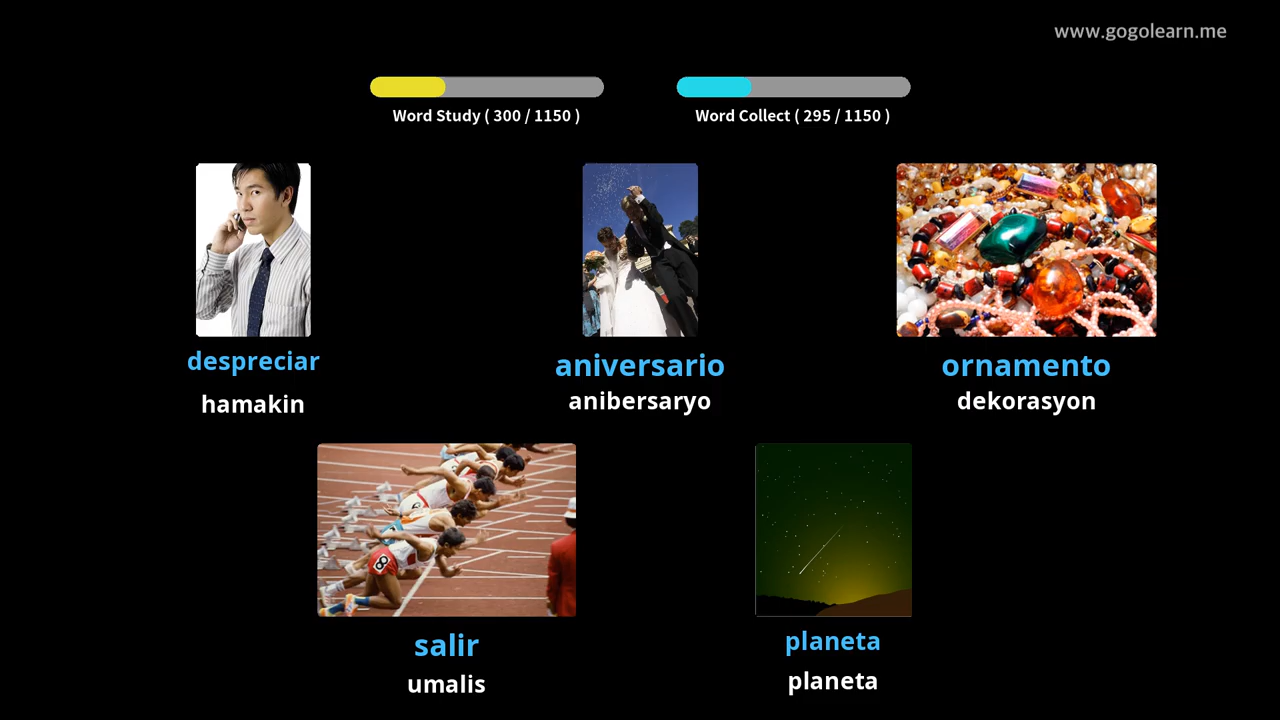 www.gogolearn.me
Word Study ( 300 / 1150 )
Word Collect ( 295 / 1150 )
despreciar
hamakin
aniversario
anibersaryo
ornamento
dekorasyon
8
salir
umalis
planeta
planeta